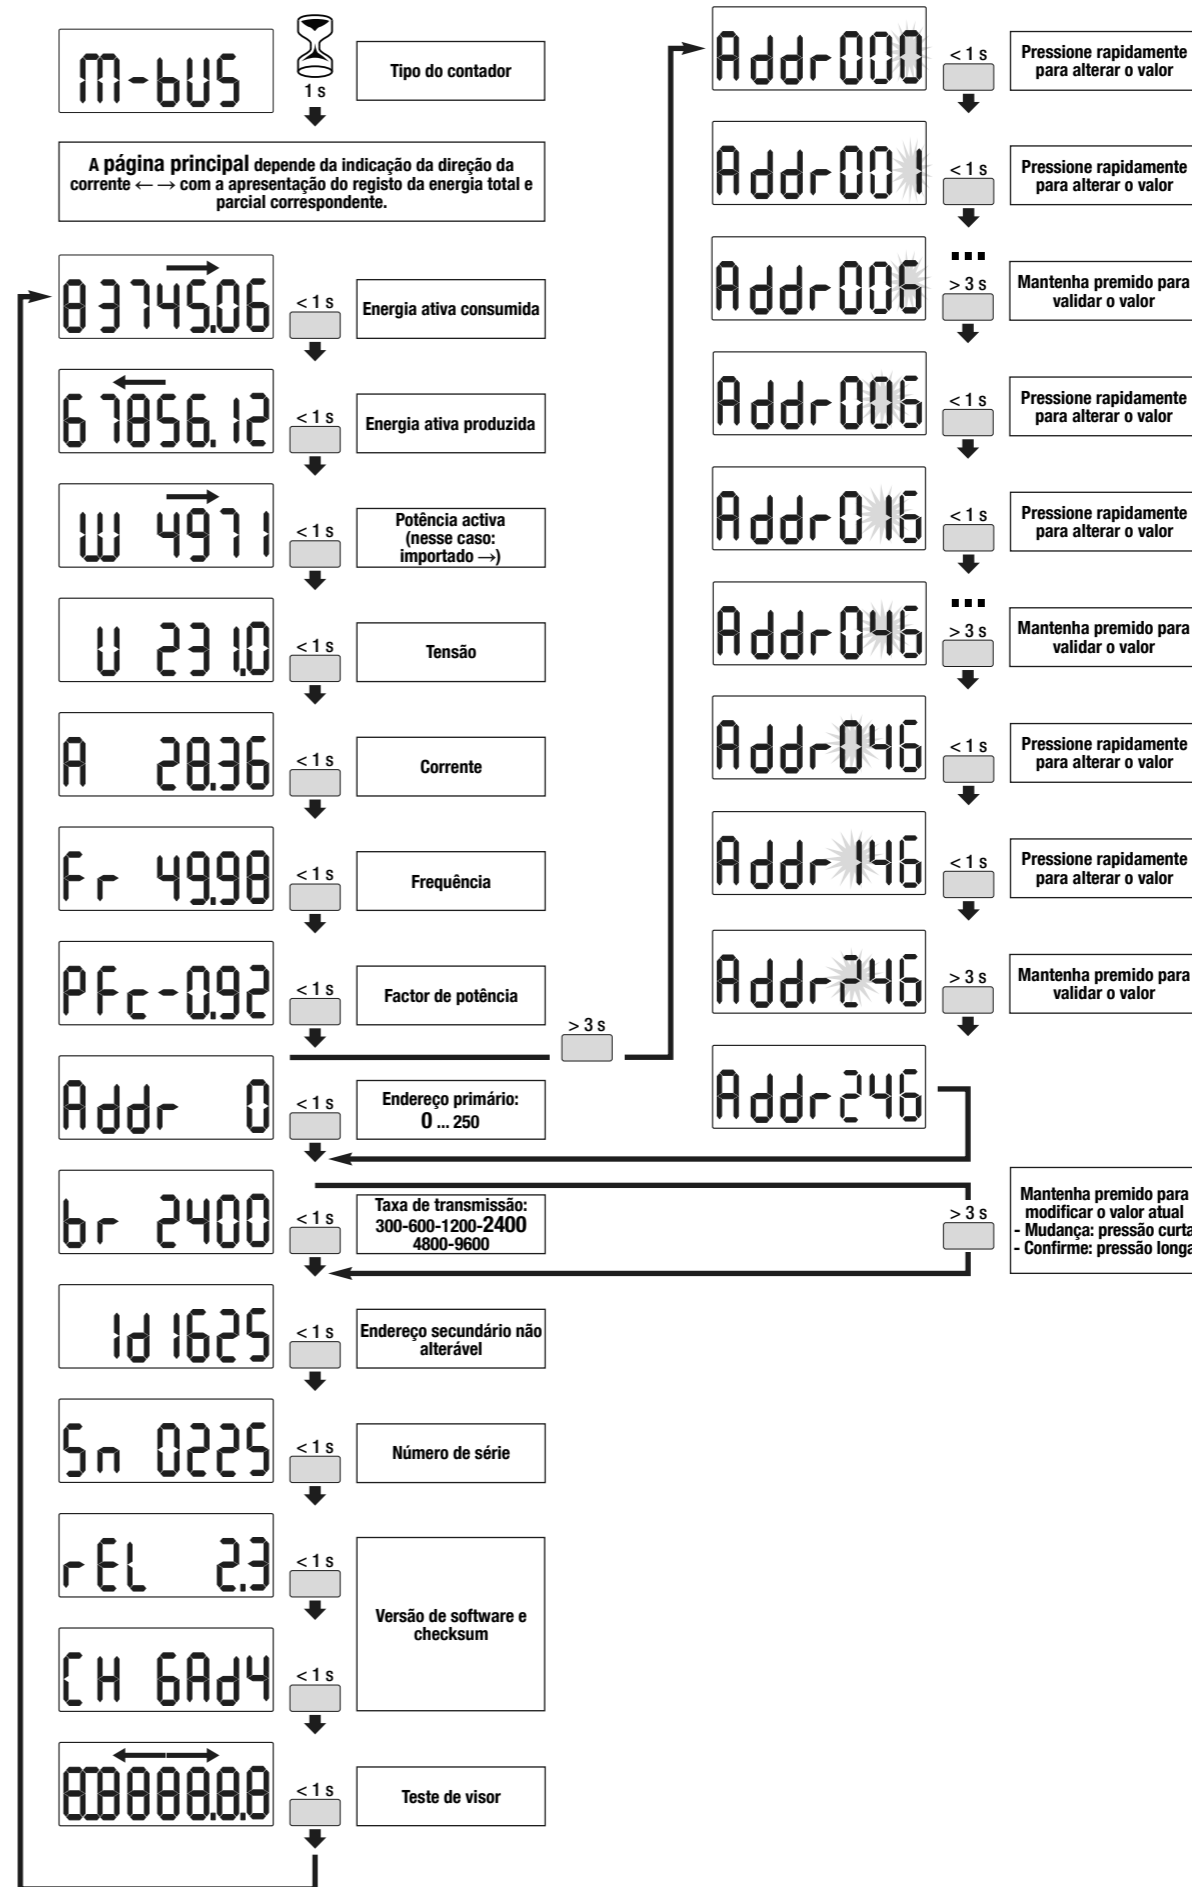 M-bUS
1 s
Tipo do contador
A página principal depende da indicação da direção da
corrente ←→ com a apresentação do registo da energia total e
parcial correspondente.
83745.06
< 1 s
Energia ativa consumida
67856.12
< 1 s
Energia ativa produzida
W 4971
< 1 s
Potência activa
(nesse caso:
importado →)
U 231.0
< 1 s
Tensão
A 28.36
< 1 s
Corrente
Fr 49.98
< 1 s
Frequência
PFc-0.92
< 1 s
Factor de potência
> 3 s
Addr 0
< 1 s
Endereço primário:
0 ... 250
br 2400
< 1 s
Taxa de transmissão:
300-600-1200-2400
4800-9600
Id 1625
< 1 s
Endereço secundário não
alterável
Sn 0225
< 1 s
Número de série
rEL 2.3
< 1 s
Versão de software e
checksum
CH 6Ad4
< 1 s
888888.8.8
< 1 s
Teste de visor
Addr000
< 1 s
Pressione rapidamente
para alterar o valor
Addr001
< 1 s
Pressione rapidamente
para alterar o valor
Addr006
...
> 3 s
Mantenha premido para
validar o valor
Addr006
< 1 s
Pressione rapidamente
para alterar o valor
Addr016
< 1 s
Pressione rapidamente
para alterar o valor
Addr046
...
> 3 s
Mantenha premido para
validar o valor
Addr046
< 1 s
Pressione rapidamente
para alterar o valor
Addr146
< 1 s
Pressione rapidamente
para alterar o valor
Addr246
> 3 s
Mantenha premido para
validar o valor
Addr246
> 3 s
Mantenha premido para
modificar o valor atual
- Mudança: pressão curta
- Confirme: pressão longa